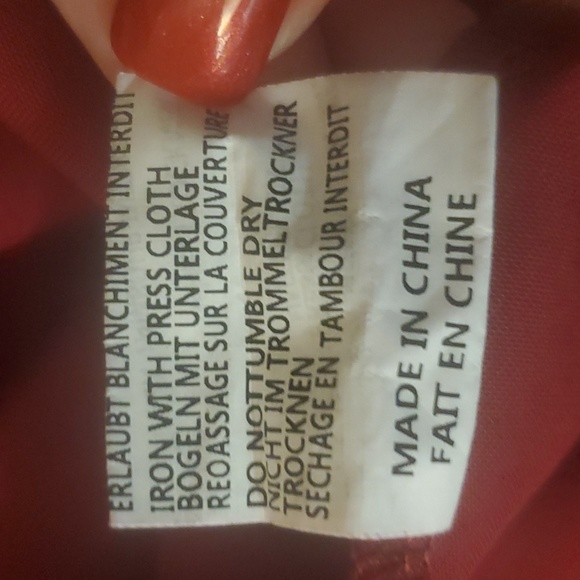 ERLAUBT BLANCHIMENT INTERDIT
IRON WITH PRESS CLOTH
BOGELN MIT UNTERLAGE
REOASSAGE SUR LA COUVERTURE
DO NOTTUMBLE DRY
NICHT IM TROMMELTROCKNER
TROCKNEN
SECHAGE EN TAMBOUR INTERDIT
MADE IN CHINA
FAIT EN CHINE